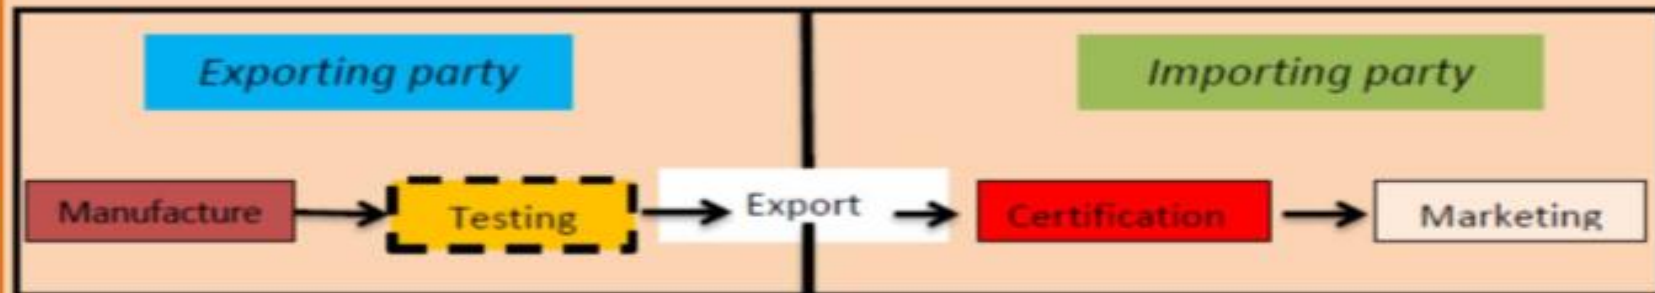 Exporting party
Importing party
Manufacture
Testing
Export
Certification
Marketing